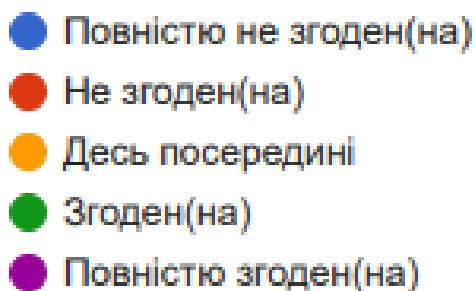 Повністю не згоден(на)
Не згоден(на)
Десь посередині
Згоден(на)
Повністю згоден(на)